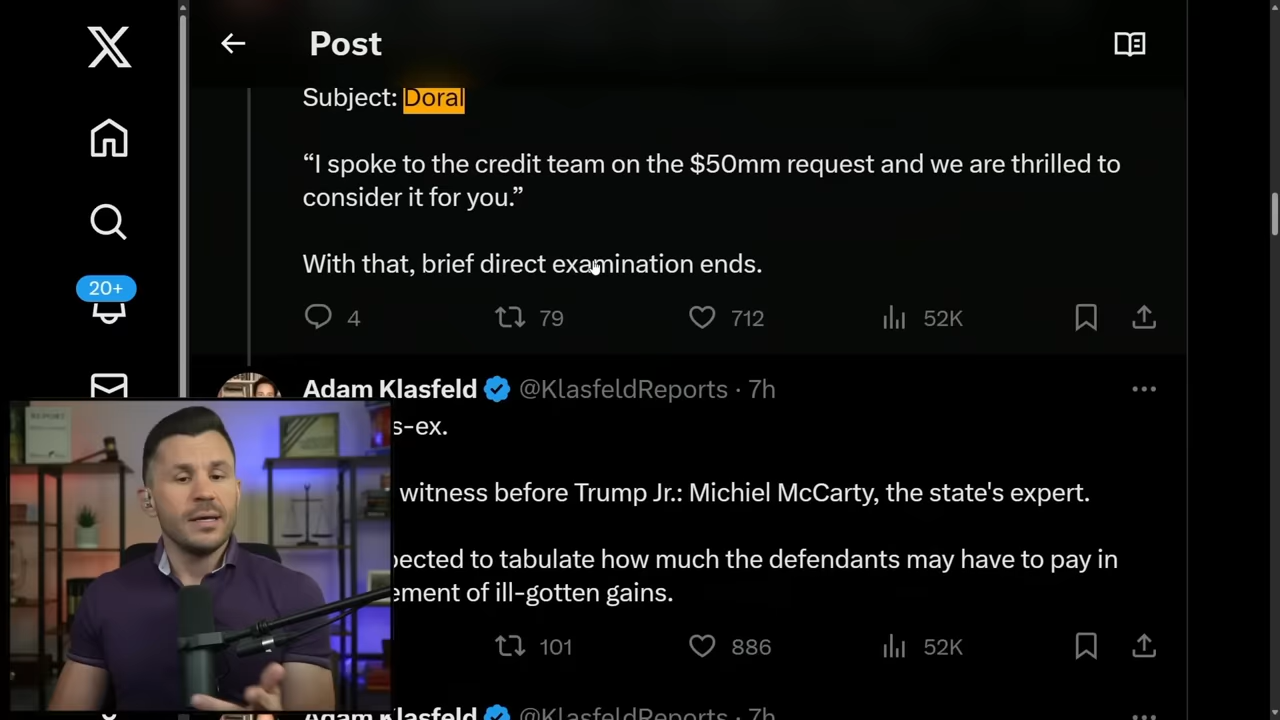 Post
Subject: Doral
“I spoke to the credit team on the $50mm request and we are thrilled to
consider it for you.”
With that, brief direct examination ends.
4 79 712 52K
20+
Adam Klasfeld @KlasfeldReports · 7h
s-ex.
witness before Trump Jr.: Michiel McCarty, the state's expert.
pected to tabulate how much the defendants may have to pay in
ement of ill-gotten gains.
101 886 52K
Adam Klasfeld @KlasfeldReports · 7h